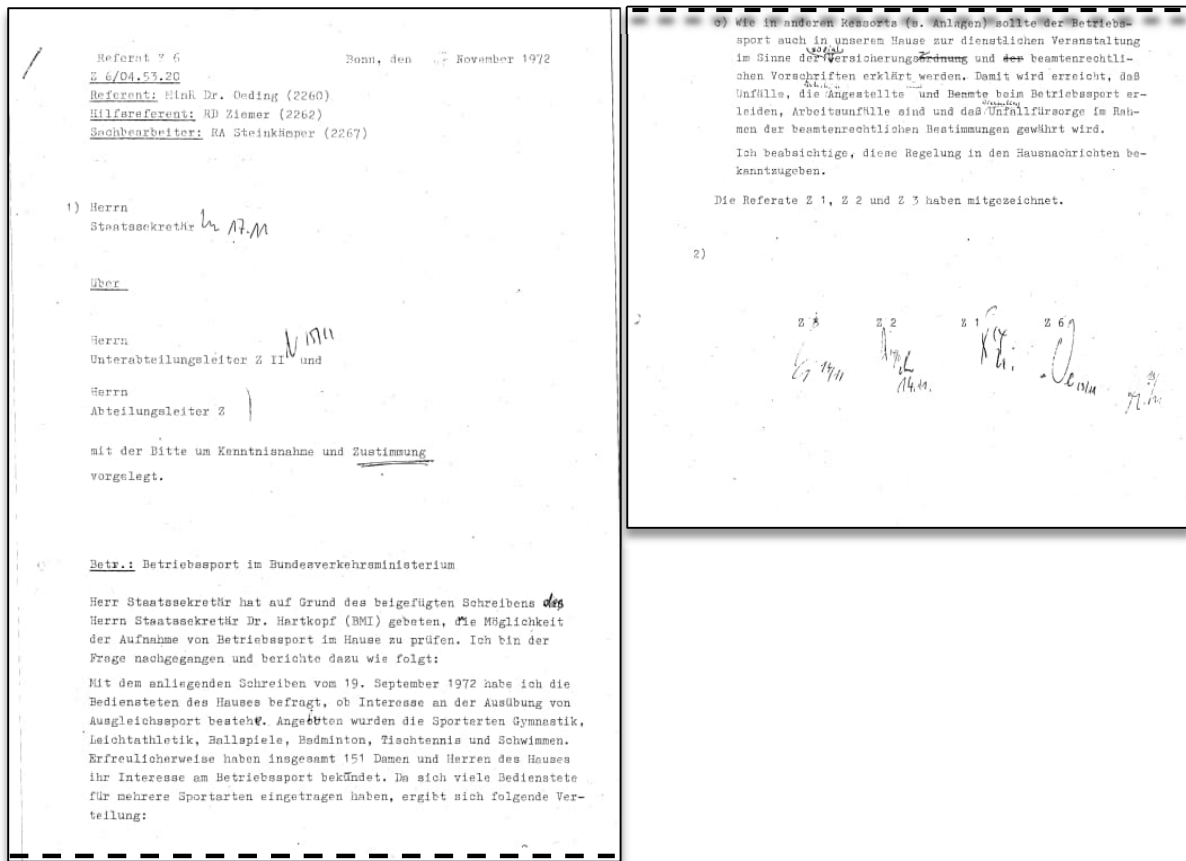 Referat Z 6
Bonn, den November 1972
Z 6/04.53.20
Referent: MinR Dr. Oeding (2260)
Hilfsreferent: RD Ziemer (2262)
Sachbearbeiter: RA Steinkämper (2267)
1) Herrn
Staatssekretär 17.11
über
Herrn
Unterabteilungsleiter Z II und
Herrn
Abteilungsleiter Z
mit der Bitte um Kenntnisnahme und Zustimmung
vorgelegt.
Betr.: Betriebssport im Bundesverkehrsministerium
Herr Staatssekretär hat auf Grund des beigefügten Schreibens des
Herrn Staatssekretär Dr. Hartkopf (BMI) gebeten, die Möglichkeit
der Aufnahme von Betriebssport im Hause zu prüfen. Ich bin der
Frage nachgegangen und berichte dazu wie folgt:
Mit dem anliegenden Schreiben vom 19. September 1972 habe ich die
Bediensteten des Hauses befragt, ob Interesse an der Ausübung von
Ausgleichssport besteht. Angeboten wurden die Sportarten Gymnastik,
Leichtathletik, Ballspiele, Badminton, Tischtennis und Schwimmen.
Erfreulicherweise haben insgesamt 151 Damen und Herren des Hauses
ihr Interesse am Betriebssport bekundet. Da sich viele Bedienstete
für mehrere Sportarten eingetragen haben, ergibt sich folgende Ver-
teilung:
c) Wie in anderen Ressorts (s. Anlagen) sollte der Betriebs-
sport auch in unserem Hause zur dienstlichen Veranstaltung
im Sinne der Versicherungsordnung und der beamtenrechtli-
chen Vorschriften erklärt werden. Damit wird erreicht, daß
Unfälle, die Angestellte und Beamte beim Betriebssport er-
leiden, Arbeitsunfälle sind und daß Unfallfürsorge im Rah-
men der beamtenrechtlichen Bestimmungen gewährt wird.
Ich beabsichtige, diese Regelung in den Hausnachrichten be-
kanntzugeben.
Die Referate Z 1, Z 2 und Z 3 haben mitgezeichnet.
2)
Z 3 Z 2 Z 1 Z 6
14/11 14.11.